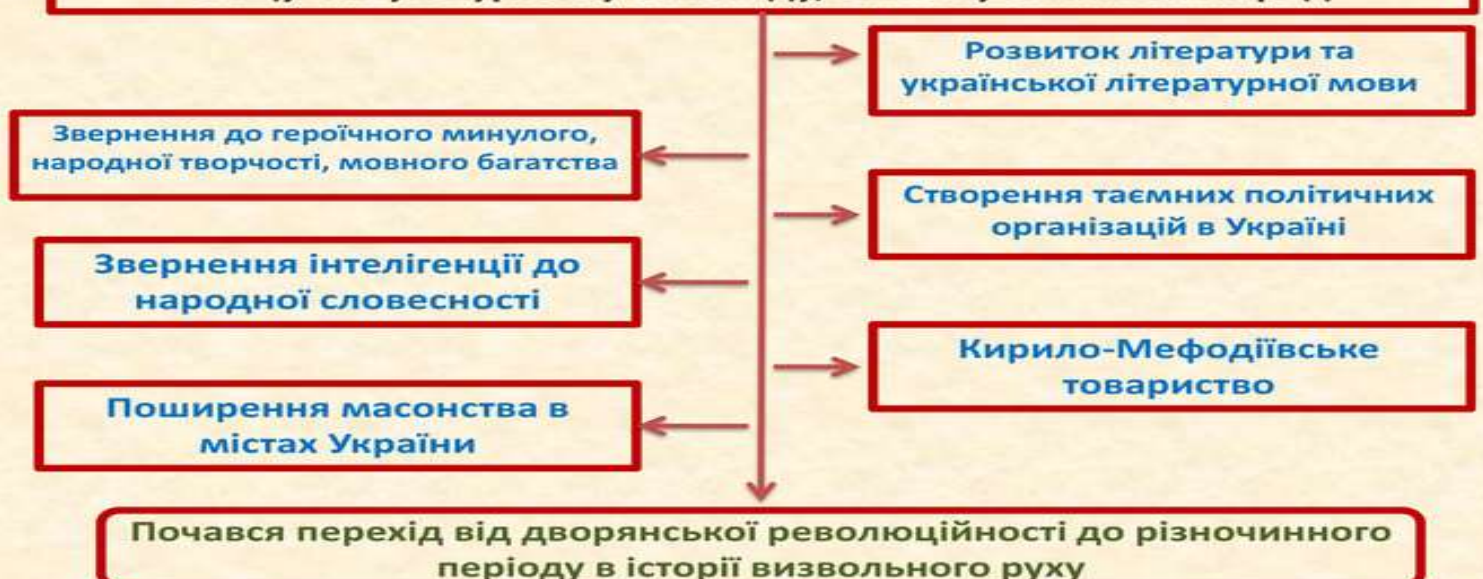 Розвиток літератури та
української літературної мови
Звернення до героїчного минулого,
народної творчості, мовного багатства
Створення таємних політичних
організацій в Україні
Звернення інтелігенції до
народної словесності
Кирило-Мефодіївське
товариство
Поширення масонства в
містах України
Почався перехід від дворянської революційності до різночинного
періоду в історії визвольного руху